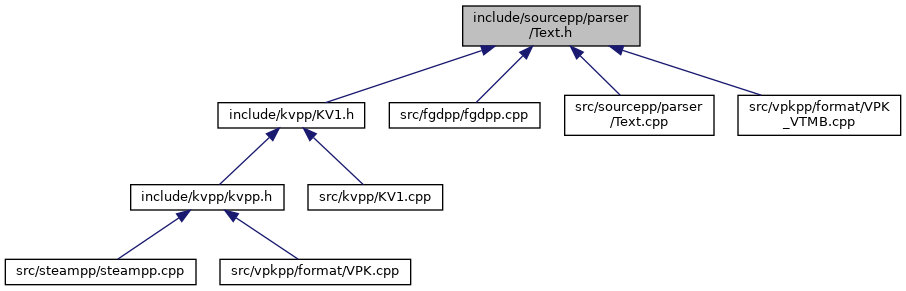 include/sourcepp/parser
/Text.h
include/kvpp/KV1.h
src/fgdpp/fgdpp.cpp
src/sourcepp/parser
/Text.cpp
src/vpkpp/format/VPK
_VTMB.cpp
include/kvpp/kvpp.h
src/kvpp/KV1.cpp
src/steampp/steampp.cpp
src/vpkpp/format/VPK.cpp